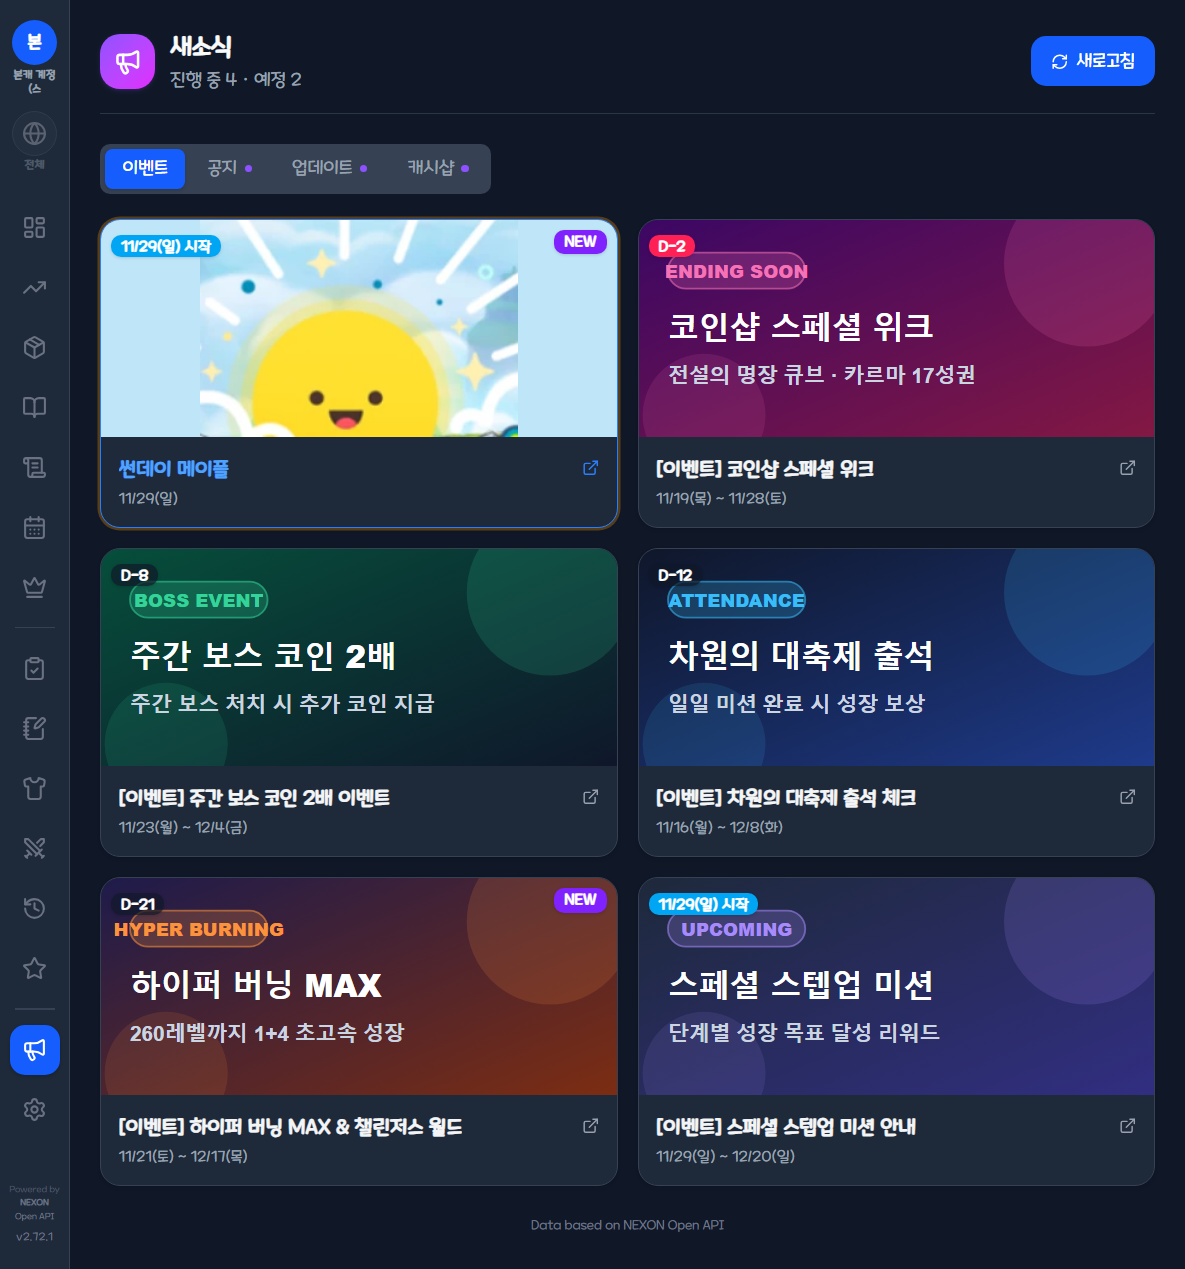 본
본캐 계정
(스
전체
새소식
진행 중 4 · 예정 2
새로고침
이벤트
공지
업데이트
캐시샵
11/29(일) 시작
NEW
썬데이 메이플
11/29(일)
D-2
ENDING SOON
코인샵 스페셜 위크
전설의 명장 큐브 · 카르마 17성권
[이벤트] 코인샵 스페셜 위크
11/19(목) ~ 11/28(토)
D-8
BOSS EVENT
주간 보스 코인 2배
주간 보스 처치 시 추가 코인 지급
[이벤트] 주간 보스 코인 2배 이벤트
11/23(월) ~ 12/4(금)
D-12
ATTENDANCE
차원의 대축제 출석
일일 미션 완료 시 성장 보상
[이벤트] 차원의 대축제 출석 체크
11/16(월) ~ 12/8(화)
D-21
NEW
HYPER BURNING
하이퍼 버닝 MAX
260레벨까지 1+4 초고속 성장
[이벤트] 하이퍼 버닝 MAX & 챌린저스 월드
11/21(토) ~ 12/17(목)
11/29(일) 시작
UPCOMING
스페셜 스텝업 미션
단계별 성장 목표 달성 리워드
[이벤트] 스페셜 스텝업 미션 안내
11/29(일) ~ 12/20(일)
Powered by
NEXON
Open API
v2.12.1
Data based on NEXON Open API